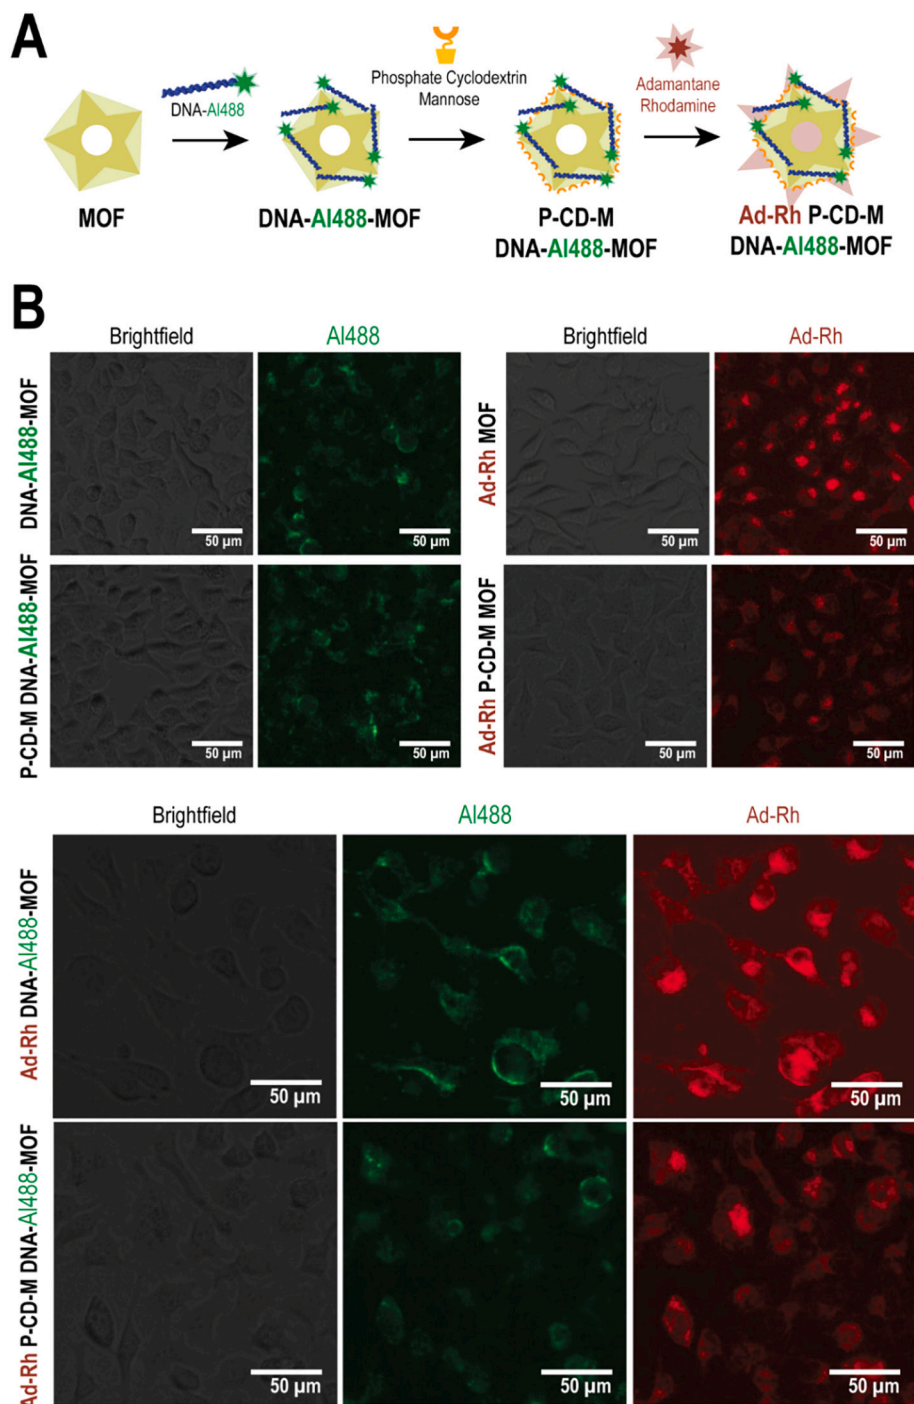 A
DNA-Al488
Phosphate Cyclodextrin
Mannose
Adamantane
Rhodamine
MOF
DNA-Al488-MOF
P-CD-M
DNA-Al488-MOF
Ad-Rh P-CD-M
DNA-Al488-MOF
B
Brightfield
Al488
Brightfield
Ad-Rh
DNA-Al488-MOF
50 µm
50 µm
Ad-Rh MOF
50 µm
50 µm
P-CD-M DNA-Al488-MOF
50 µm
50 µm
Ad-Rh P-CD-M MOF
50 µm
50 µm
Brightfield
Al488
Ad-Rh
Ad-Rh DNA-Al488-MOF
50 µm
50 µm
50 µm
Ad-Rh P-CD-M DNA-Al488-MOF
50 µm
50 µm
50 µm